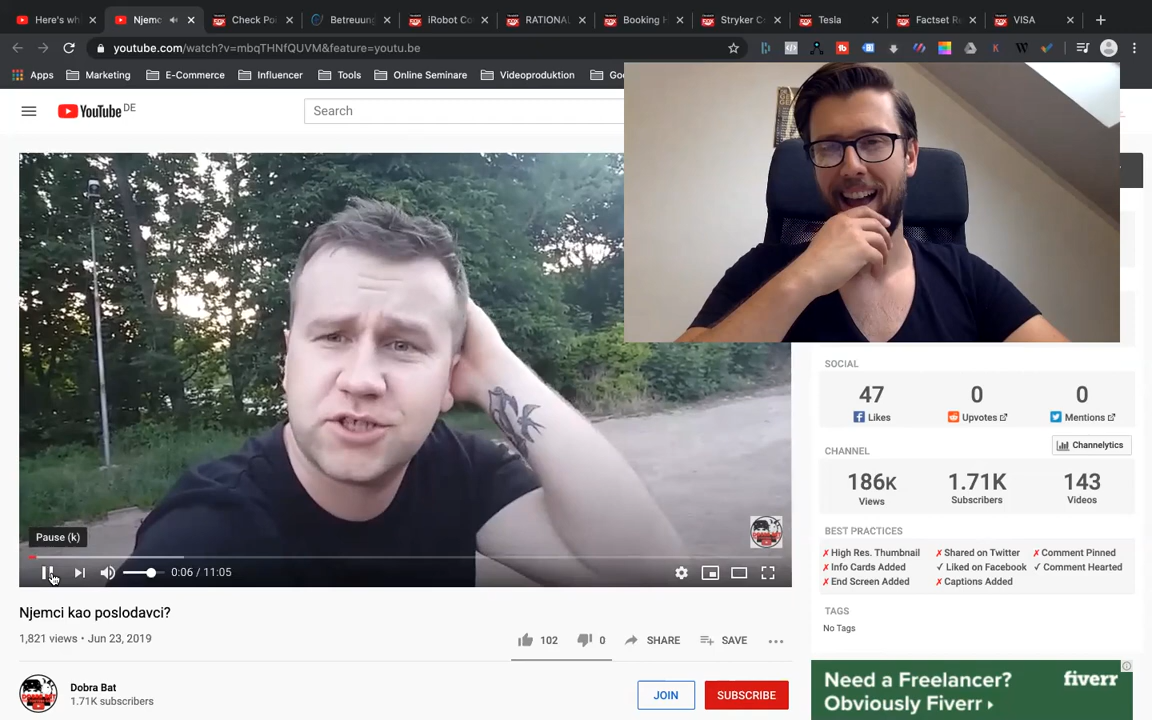 Here's wh
Njemc
Check Poi
Betreuung
iRobot Co
RATIONAL
Booking H
Stryker Co
Tesla
Factset Re
VISA
youtube.com/watch?v=mbqTHNfQUVM&feature=youtu.be
Apps
Marketing
E-Commerce
Influencer
Tools
Online Seminare
Videoproduktion
Goo
YouTube DE
Search
Pause (k)
0:06 / 11:05
Njemci kao poslodavci?
1,821 views • Jun 23, 2019
102
0
SHARE
SAVE
Dobra Bat
1.71K subscribers
JOIN
SUBSCRIBE
SOCIAL
47 0 0
Likes Upvotes Mentions
CHANNEL
Channelytics
186K 1.71K 143
Views Subscribers Videos
BEST PRACTICES
✗ High Res. Thumbnail ✗ Shared on Twitter ✗ Comment Pinned
✗ Info Cards Added ✓ Liked on Facebook ✓ Comment Hearted
✗ End Screen Added ✗ Captions Added
TAGS
No Tags
Need a Freelancer?
Obviously Fiverr
fiverr